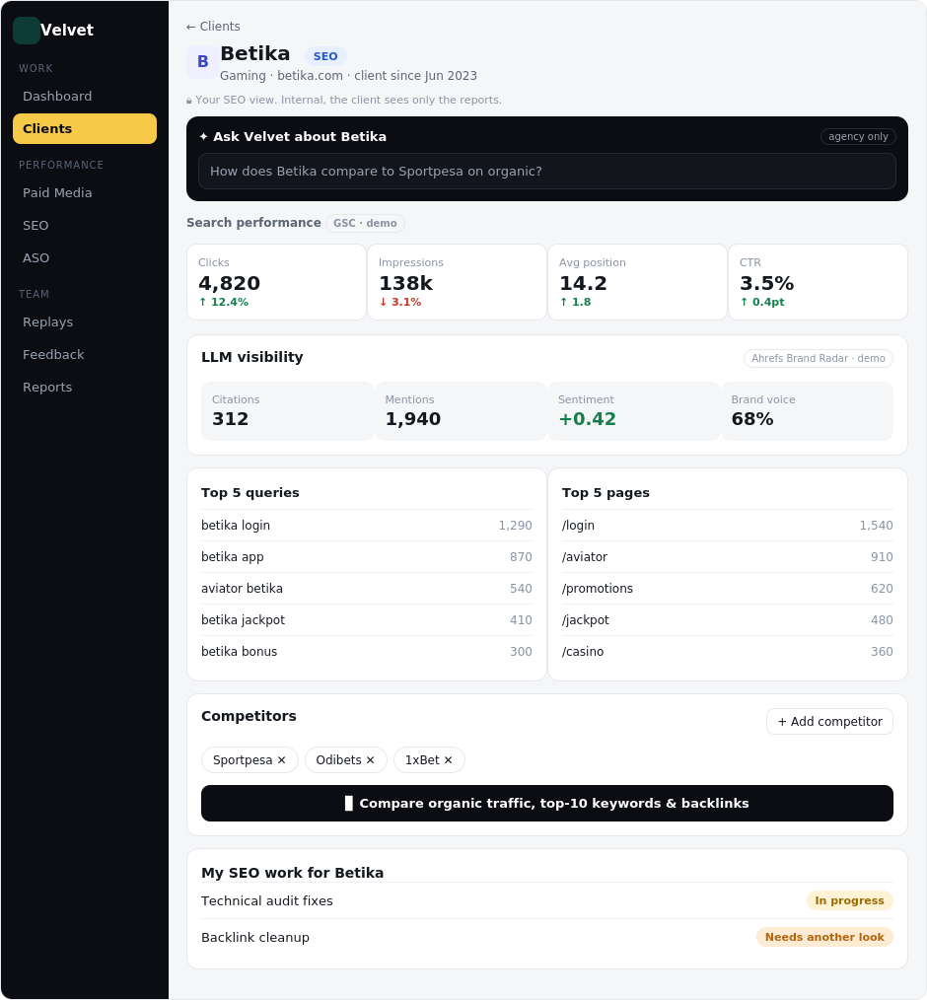 Velvet
WORK
Dashboard
Clients
PERFORMANCE
Paid Media
SEO
ASO
TEAM
Replays
Feedback
Reports
← Clients
B
Betika SEO
Gaming · betika.com · client since Jun 2023
🔒 Your SEO view. Internal, the client sees only the reports.
✦ Ask Velvet about Betika agency only
How does Betika compare to Sportpesa on organic?
Search performance GSC · demo
Clicks
4,820
↑ 12.4%
Impressions
138k
↓ 3.1%
Avg position
14.2
↑ 1.8
CTR
3.5%
↑ 0.4pt
LLM visibility Ahrefs Brand Radar · demo
Citations
312
Mentions
1,940
Sentiment
+0.42
Brand voice
68%
Top 5 queries
betika login 1,290
betika app 870
aviator betika 540
betika jackpot 410
betika bonus 300
Top 5 pages
/login 1,540
/aviator 910
/promotions 620
/jackpot 480
/casino 360
Competitors + Add competitor
Sportpesa ✕ Odibets ✕ 1xBet ✕
Compare organic traffic, top-10 keywords & backlinks
My SEO work for Betika
Technical audit fixes In progress
Backlink cleanup Needs another look